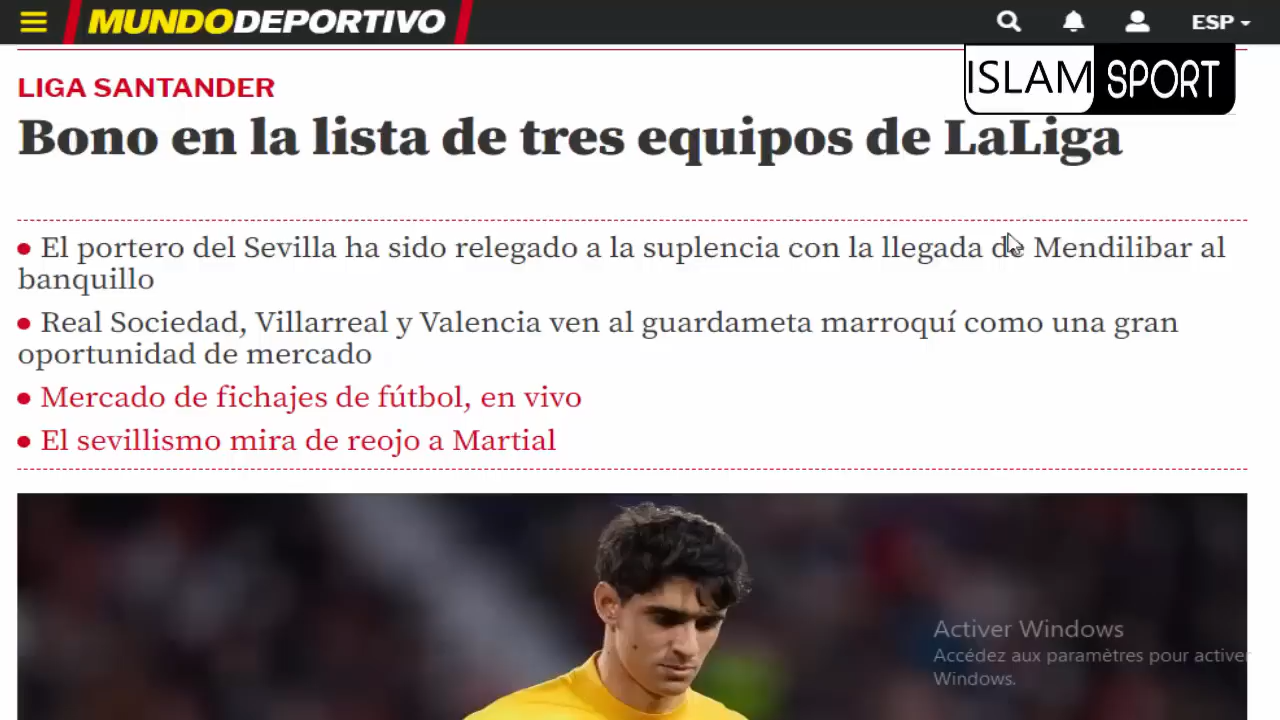 MUNDODEPORTIVO
ESP
ISLAM SPORT
LIGA SANTANDER
Bono en la lista de tres equipos de LaLiga
El portero del Sevilla ha sido relegado a la suplencia con la llegada de Mendilibar al
banquillo
Real Sociedad, Villarreal y Valencia ven al guardameta marroquí como una gran
oportunidad de mercado
Mercado de fichajes de fútbol, en vivo
El sevillismo mira de reojo a Martial
Activer Windows
Accédez aux paramètres pour activer
Windows.